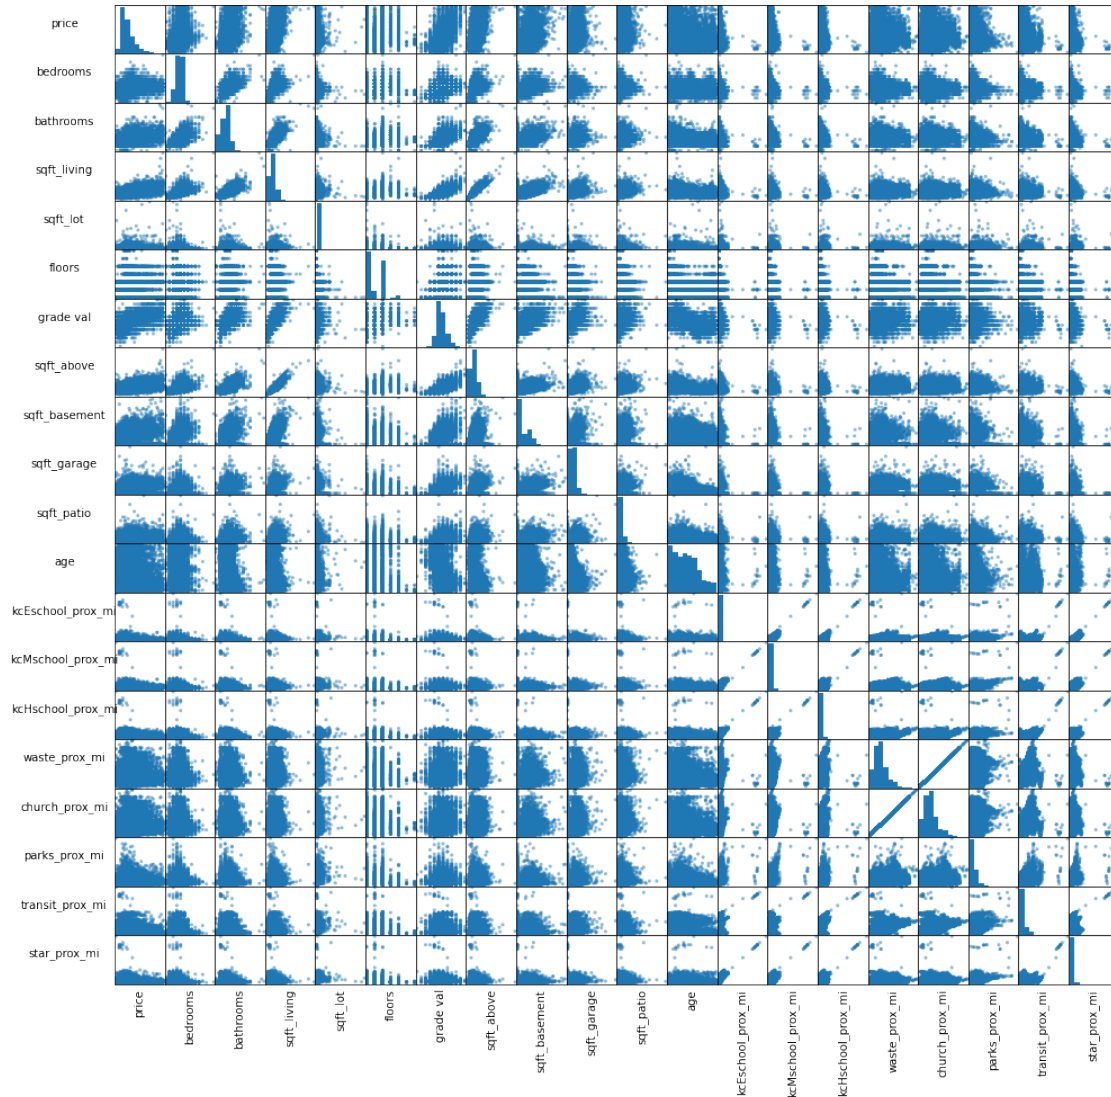 price
bedrooms
bathrooms
sqft_living
sqft_lot
floors
grade val
sqft_above
sqft_basement
sqft_garage
sqft_patio
age
kcEschool_prox_mi
kcMschool_prox_mi
kcHschool_prox_mi
waste_prox_mi
church_prox_mi
parks_prox_mi
transit_prox_mi
star_prox_mi
price
bedrooms
bathrooms
sqft_living
sqft_lot
floors
grade val
sqft_above
sqft_basement
sqft_garage
sqft_patio
age
kcEschool_prox_mi
kcMschool_prox_mi
kcHschool_prox_mi
waste_prox_mi
church_prox_mi
parks_prox_mi
transit_prox_mi
star_prox_mi